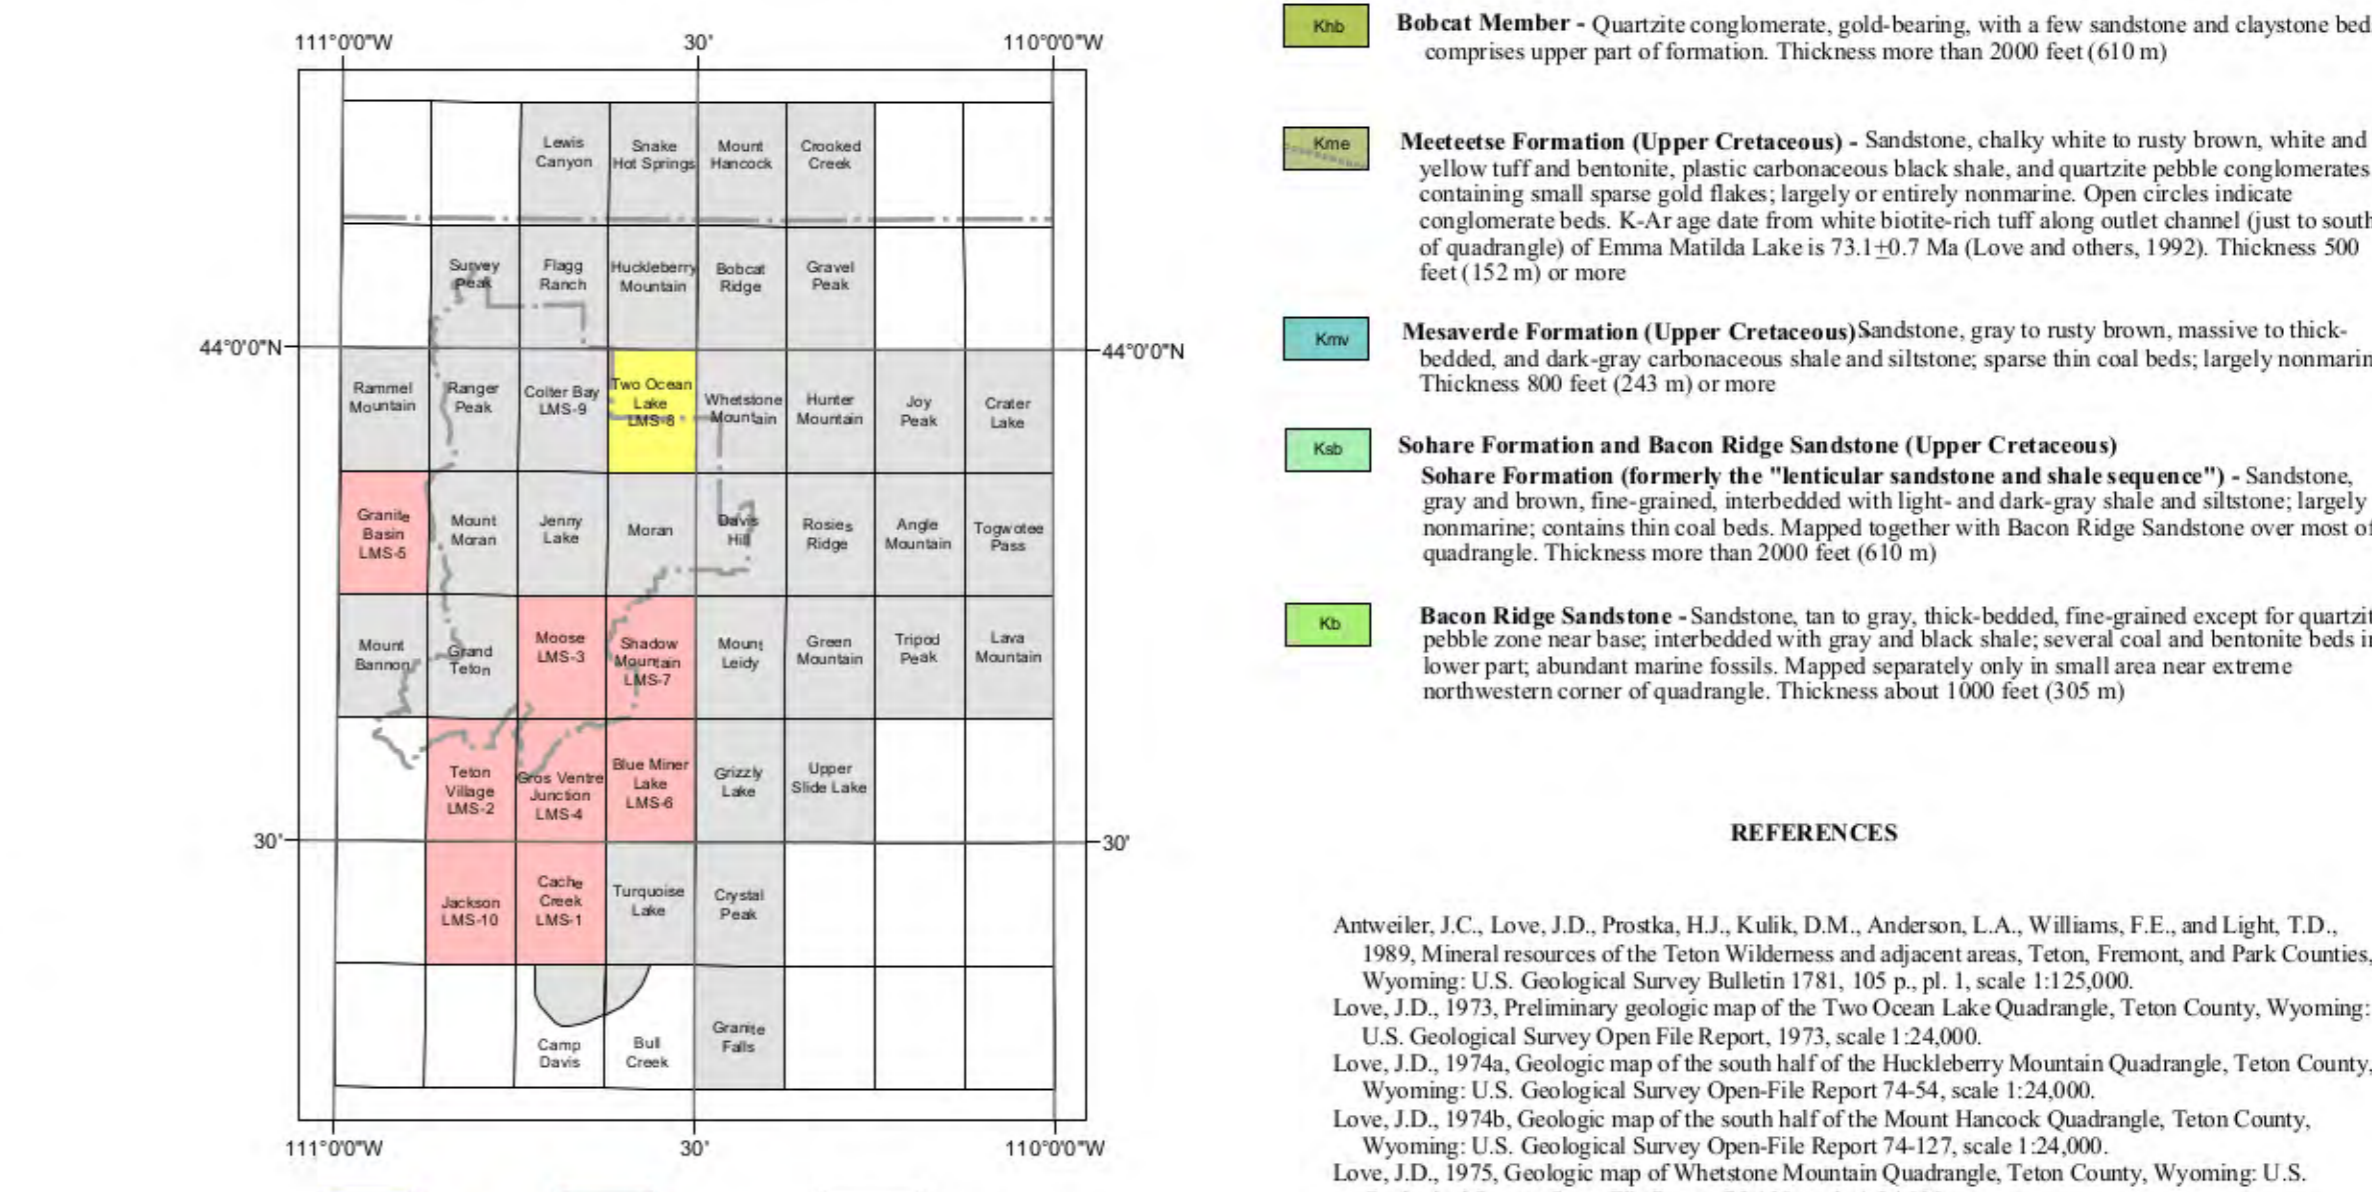 111°0'0"W 30' 110°0'0"W
Lewis
Canyon
Snake
Hot Springs
Mount
Hancock
Crooked
Creek
Survey
Peak
Flagg
Ranch
Huckleberry
Mountain
Bobcat
Ridge
Gravel
Peak
44°0'0"N 44°0'0"N
Rammel
Mountain
Ranger
Peak
Colter Bay
LMS-9
Two Ocean
Lake
LMS-8
Whetstone
Mountain
Hunter
Mountain
Joy
Peak
Crater
Lake
Granite
Basin
LMS-5
Mount
Moran
Jenny
Lake
Moran
Davis
Hill
Rosies
Ridge
Angle
Mountain
Togwotee
Pass
Mount
Bannon
Grand
Teton
Moose
LMS-3
Shadow
Mountain
LMS-7
Mount
Leidy
Green
Mountain
Tripod
Peak
Lava
Mountain
Teton
Village
LMS-2
Gros Ventre
Junction
LMS-4
Blue Miner
Lake
LMS-6
Grizzly
Lake
Upper
Slide Lake
30' 30'
Jackson
LMS-10
Cache
Creek
LMS-1
Turquoise
Lake
Crystal
Peak
Camp
Davis
Bull
Creek
Granite
Falls
111°0'0"W 30' 110°0'0"W
Khb
Bobcat Member - Quartzite conglomerate, gold-bearing, with a few sandstone and claystone bed
comprises upper part of formation. Thickness more than 2000 feet (610 m)
Kme
Meeteetse Formation (Upper Cretaceous) - Sandstone, chalky white to rusty brown, white and
yellow tuff and bentonite, plastic carbonaceous black shale, and quartzite pebble conglomerates
containing small sparse gold flakes; largely or entirely nonmarine. Open circles indicate
conglomerate beds. K-Ar age date from white biotite-rich tuff along outlet channel (just to south
of quadrangle) of Emma Matilda Lake is 73.1±0.7 Ma (Love and others, 1992). Thickness 500
feet (152 m) or more
Kmv
Mesaverde Formation (Upper Cretaceous)Sandstone, gray to rusty brown, massive to thick-
bedded, and dark-gray carbonaceous shale and siltstone; sparse thin coal beds; largely nonmarin
Thickness 800 feet (243 m) or more
Ksb
Sohare Formation and Bacon Ridge Sandstone (Upper Cretaceous)
Sohare Formation (formerly the "lenticular sandstone and shale sequence") - Sandstone,
gray and brown, fine-grained, interbedded with light- and dark-gray shale and siltstone; largely
nonmarine; contains thin coal beds. Mapped together with Bacon Ridge Sandstone over most of
quadrangle. Thickness more than 2000 feet (610 m)
Kb
Bacon Ridge Sandstone - Sandstone, tan to gray, thick-bedded, fine-grained except for quartzit
pebble zone near base; interbedded with gray and black shale; several coal and bentonite beds in
lower part; abundant marine fossils. Mapped separately only in small area near extreme
northwestern corner of quadrangle. Thickness about 1000 feet (305 m)
REFERENCES
Antweiler, J.C., Love, J.D., Prostka, H.J., Kulik, D.M., Anderson, L.A., Williams, F.E., and Light, T.D.,
1989, Mineral resources of the Teton Wilderness and adjacent areas, Teton, Fremont, and Park Counties,
Wyoming: U.S. Geological Survey Bulletin 1781, 105 p., pl. 1, scale 1:125,000.
Love, J.D., 1973, Preliminary geologic map of the Two Ocean Lake Quadrangle, Teton County, Wyoming:
U.S. Geological Survey Open File Report, 1973, scale 1:24,000.
Love, J.D., 1974a, Geologic map of the south half of the Huckleberry Mountain Quadrangle, Teton County,
Wyoming: U.S. Geological Survey Open-File Report 74-54, scale 1:24,000.
Love, J.D., 1974b, Geologic map of the south half of the Mount Hancock Quadrangle, Teton County,
Wyoming: U.S. Geological Survey Open-File Report 74-127, scale 1:24,000.
Love, J.D., 1975, Geologic map of Whetstone Mountain Quadrangle, Teton County, Wyoming: U.S.